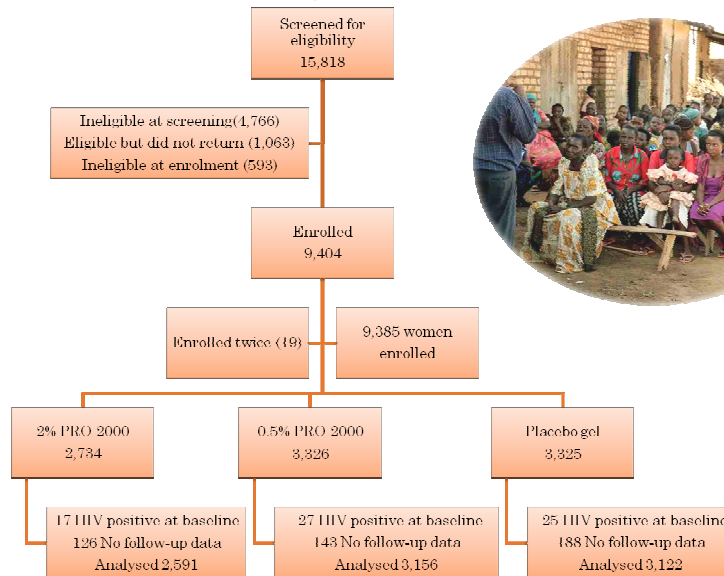 Screened for
eligibility
15,818
Ineligible at screening(4,766)
Eligible but did not return (1,063)
Ineligible at enrolment (593)
Enrolled
9,404
Enrolled twice (19)
9,385 women
enrolled
2% PRO 2000
2,734
0.5% PRO 2000
3,326
Placebo gel
3,325
17 HIV positive at baseline
126 No follow-up data
Analysed 2,591
27 HIV positive at baseline
143 No follow-up data
Analysed 3,156
25 HIV positive at baseline
188 No follow-up data
Analysed 3,122